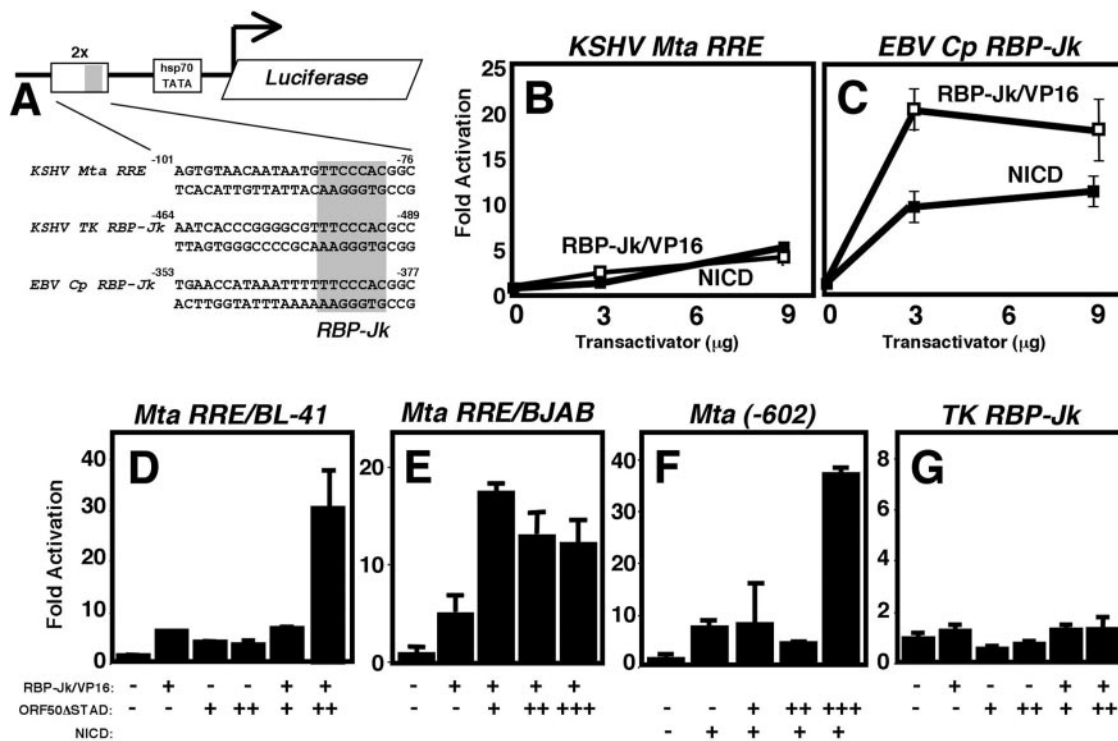 A
2x
hsp70
TATA
Luciferase
-101 -76
KSHV Mta RRE AGTGTAACAATAATGTTCCCACGGC
TCACATTGTTATTACAAGGGTGCCG
-464 -489
KSHV TK RBP-Jk AATCACCCGGGGCGTTTCCCACGCC
TTAGTGGGCCCCGCAAAGGGTGCGG
-353 -377
EBV Cp RBP-Jk TGAACCATAAATTTTTTCCCACGGC
ACTTGGTATTTAAAAAAGGGTGCCG
RBP-Jk
KSHV Mta RRE
B
Fold Activation
25
20
15
10
5
0
RBP-Jk/VP16
NICD
0 3 6 9
Transactivator (μg)
EBV Cp RBP-Jk
C
RBP-Jk/VP16
NICD
0 3 6 9
Transactivator (μg)
Mta RRE/BL-41
D
Fold Activation
40
30
20
10
0
Mta RRE/BJAB
E
20
10
0
Mta (-602)
F
40
30
20
10
0
TK RBP-Jk
G
8
6
4
2
0
RBP-Jk/VP16: - + - - + + - + + + + - + - - + +
ORF50ΔSTAD: - - + ++ + ++ - - + ++ +++ - - + ++ +++ - - + ++ + ++
NICD: - + + + +